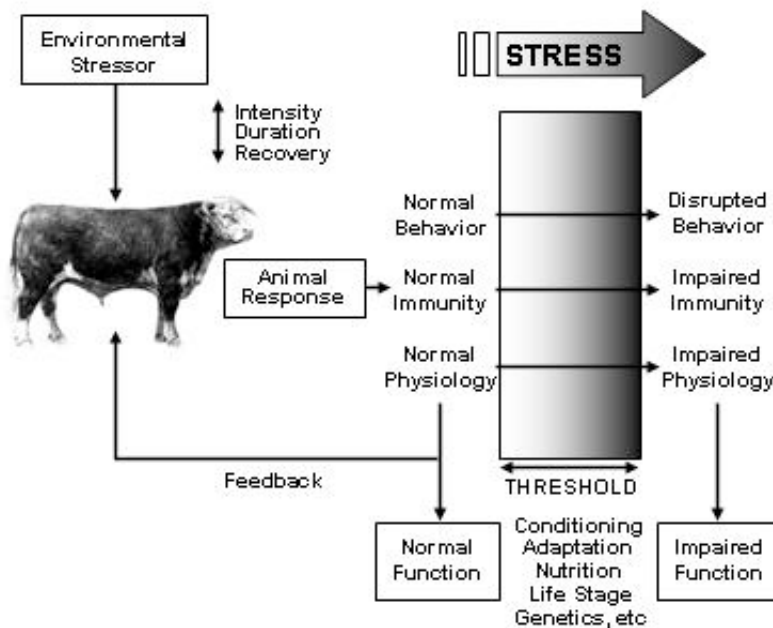 Environmental
Stressor
STRESS
Intensity
Duration
Recovery
Normal
Behavior
Disrupted
Behavior
Animal
Response
Normal
Immunity
Impaired
Immunity
Normal
Physiology
Impaired
Physiology
Feedback
THRESHOLD
Normal
Function
Conditioning
Adaptation
Nutrition
Life Stage
Genetics, etc
Impaired
Function